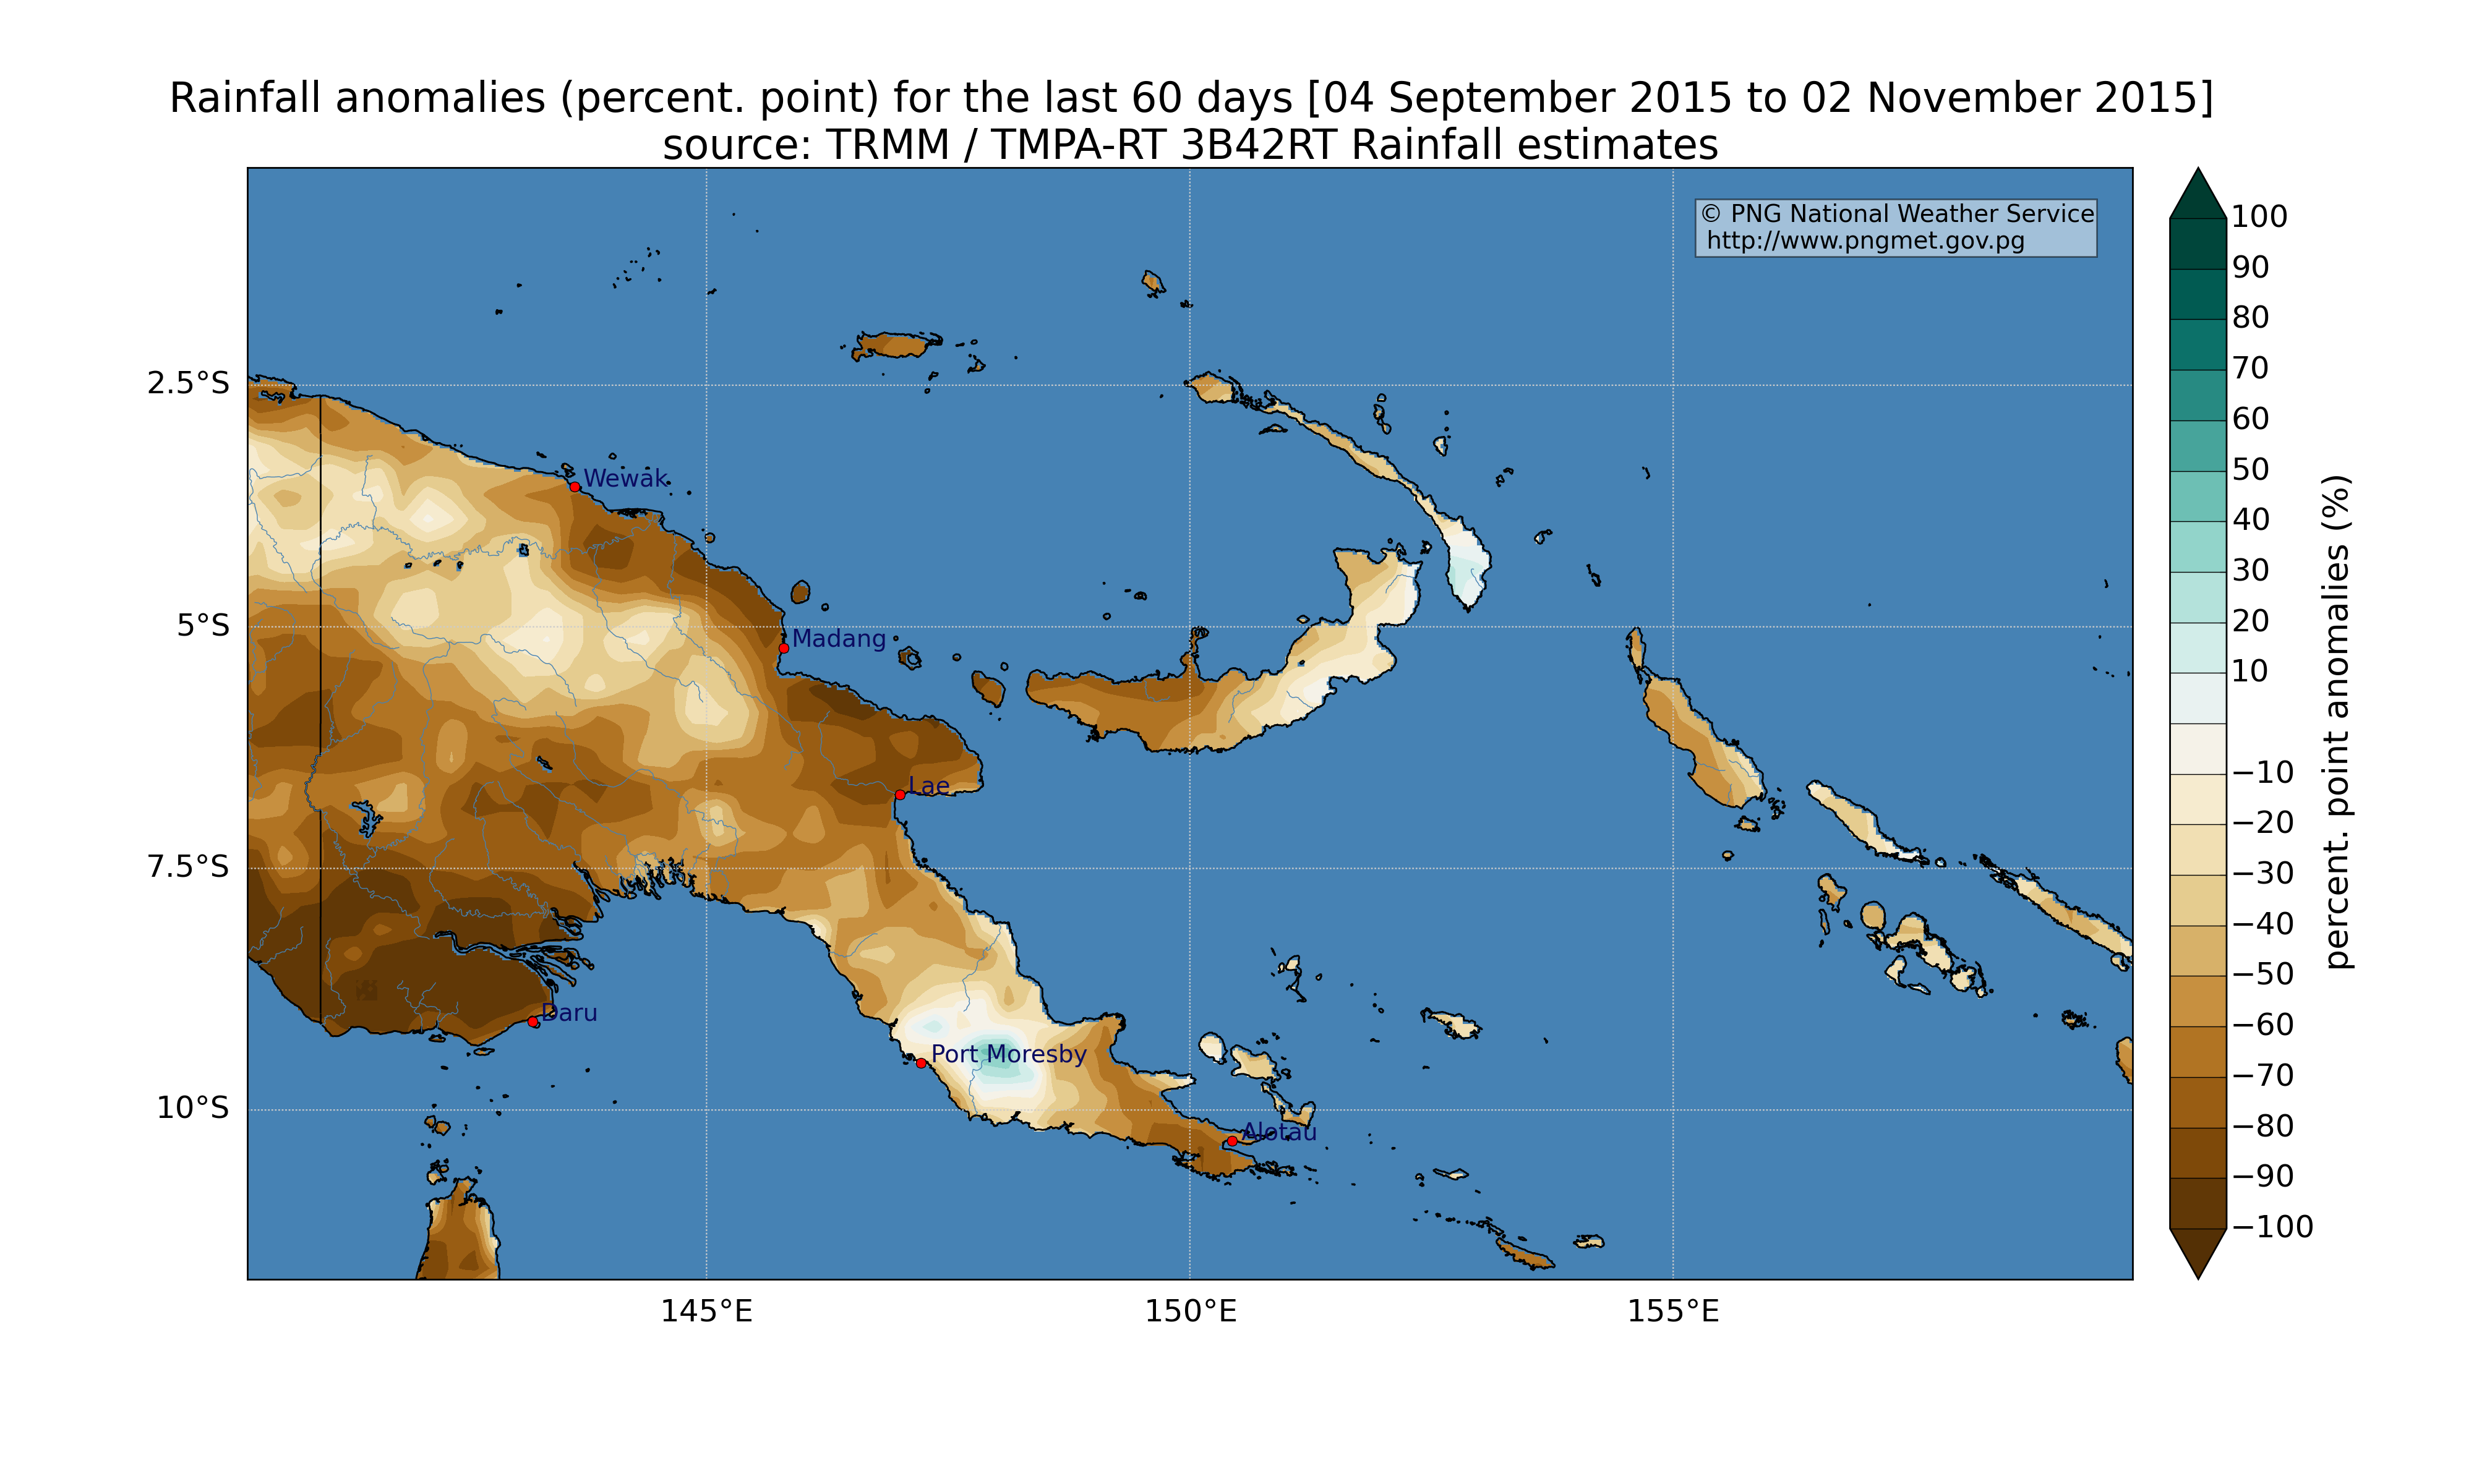 Rainfall anomalies (percent. point) for the last 60 days [04 September 2015 to 02 November 2015]
source: TRMM / TMPA-RT 3B42RT Rainfall estimates
© PNG National Weather Service
http://www.pngmet.gov.pg
2.5°S
5°S
7.5°S
10°S
Wewak
Madang
Lae
Daru
Port Moresby
Alotau
145°E
150°E
155°E
100
90
80
70
60
50
40
30
20
10
−10
−20
−30
−40
−50
−60
−70
−80
−90
−100
percent. point anomalies (%)